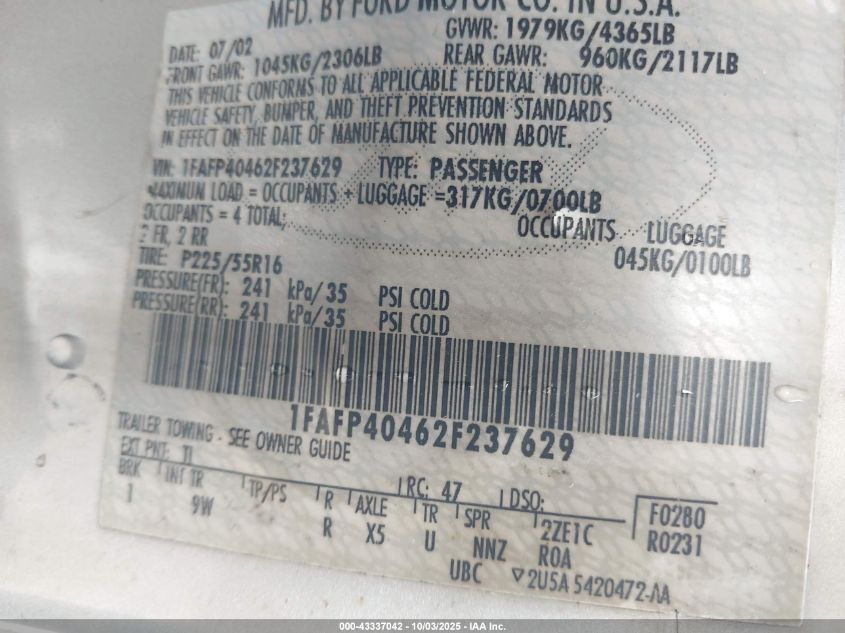 MFD. BY FORD MOTOR CO. IN U.S.A.
DATE: 07/02 GVWR: 1979KG/4365LB
FRONT GAWR: 1045KG/2306LB REAR GAWR: 960KG/2117LB
THIS VEHICLE CONFORMS TO ALL APPLICABLE FEDERAL MOTOR
VEHICLE SAFETY, BUMPER, AND THEFT PREVENTION STANDARDS
IN EFFECT ON THE DATE OF MANUFACTURE SHOWN ABOVE.
VIN: 1FAFP40462F237629 TYPE: PASSENGER
MAXIMUM LOAD = OCCUPANTS + LUGGAGE =317KG/0700LB
OCCUPANTS = 4 TOTAL; OCCUPANTS LUGGAGE
2 FR, 2 RR 045KG/0100LB
TIRE: P225/55R16
PRESSURE(FR): 241 kPa/35 PSI COLD
PRESSURE(RR): 241 kPa/35 PSI COLD
1FAFP40462F237629
TRAILER TOWING - SEE OWNER GUIDE
EXT PNT: TI RC: 47 DSO: F0280
BRK INT TR TP/PS R AXLE TR SPR 2ZE1C R0231
1 9W R X5 U NNZ ROA
UBC ▽2U5A 5420472-AA
000-43337042 - 10/03/2025 - IAA Inc.